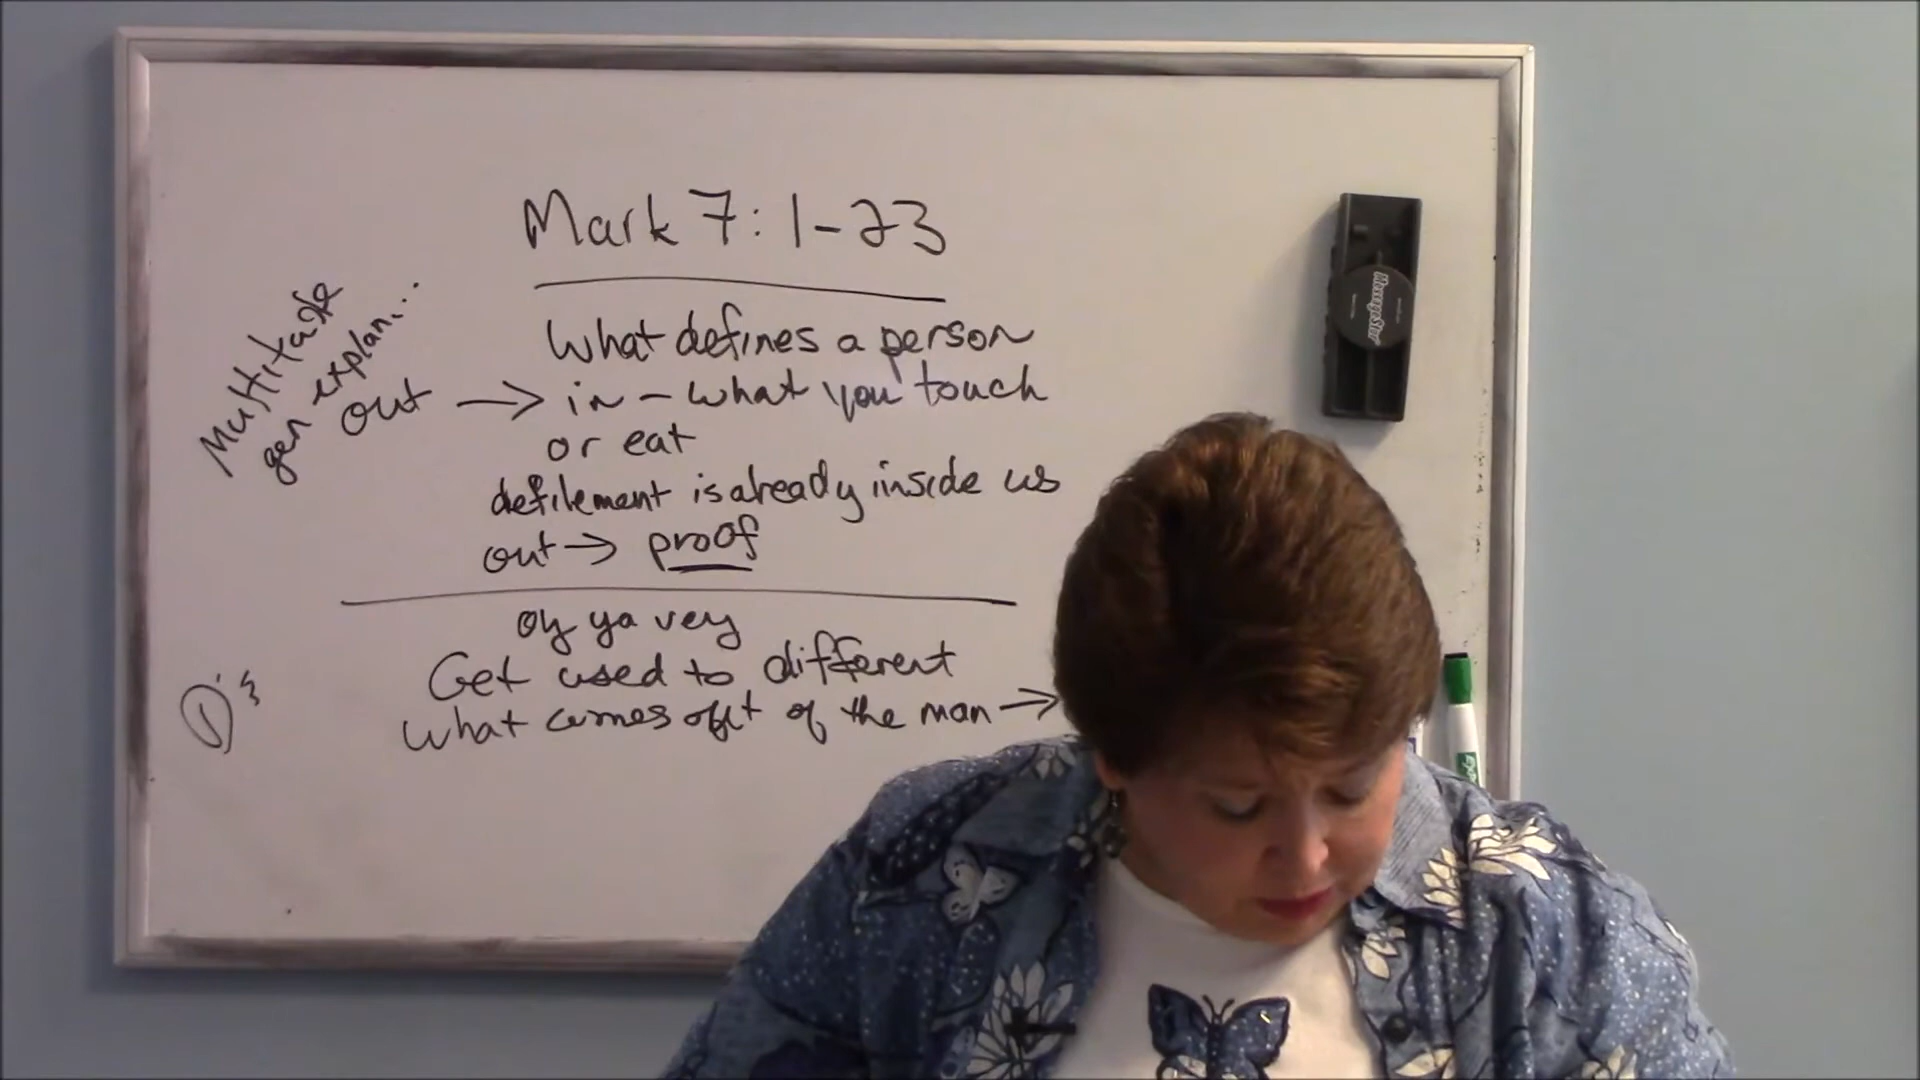 Mark 7:1-23
Multitude
gen explan...
What defines a person
out → in - what you touch
or eat
defilement is already inside us
out → proof
oy ya vey
Get used to different
D's
what comes out of the man →